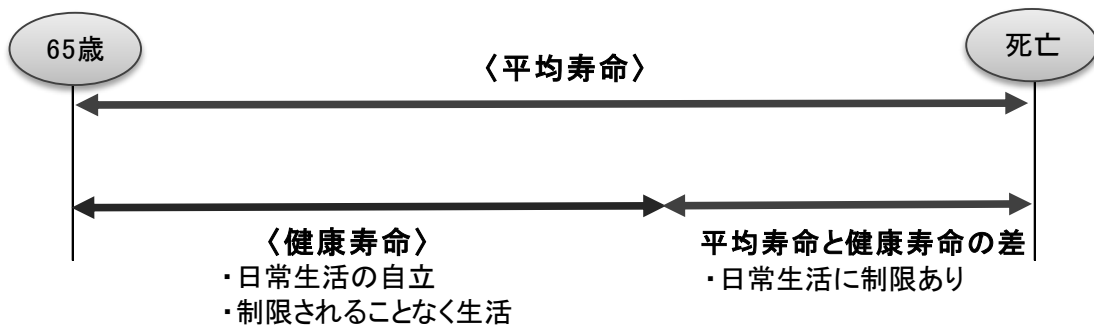 65歳
死亡
〈平均寿命〉
〈健康寿命〉
・日常生活の自立
・制限されることなく生活
平均寿命と健康寿命の差
・日常生活に制限あり